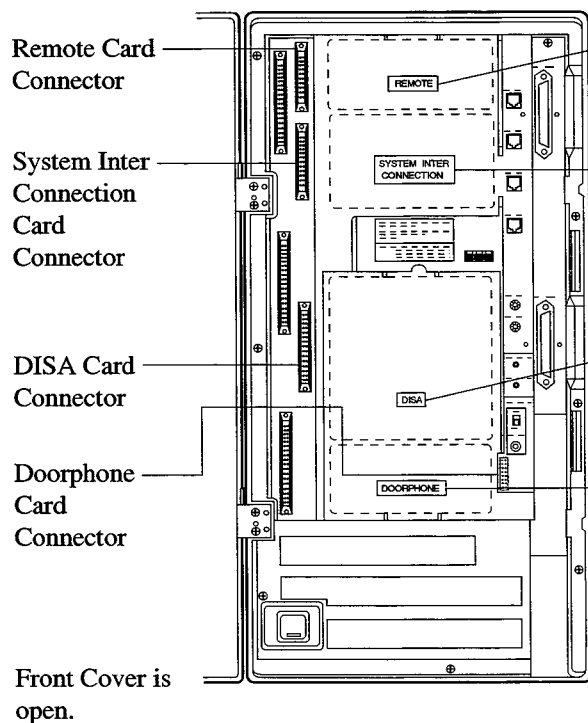 Remote Card
Connector
REMOTE
System Inter
Connection
Card
Connector
SYSTEM INTER
CONNECTION
DISA Card
Connector
DISA
Doorphone
Card
Connector
DOORPHONE
Front Cover is
open.